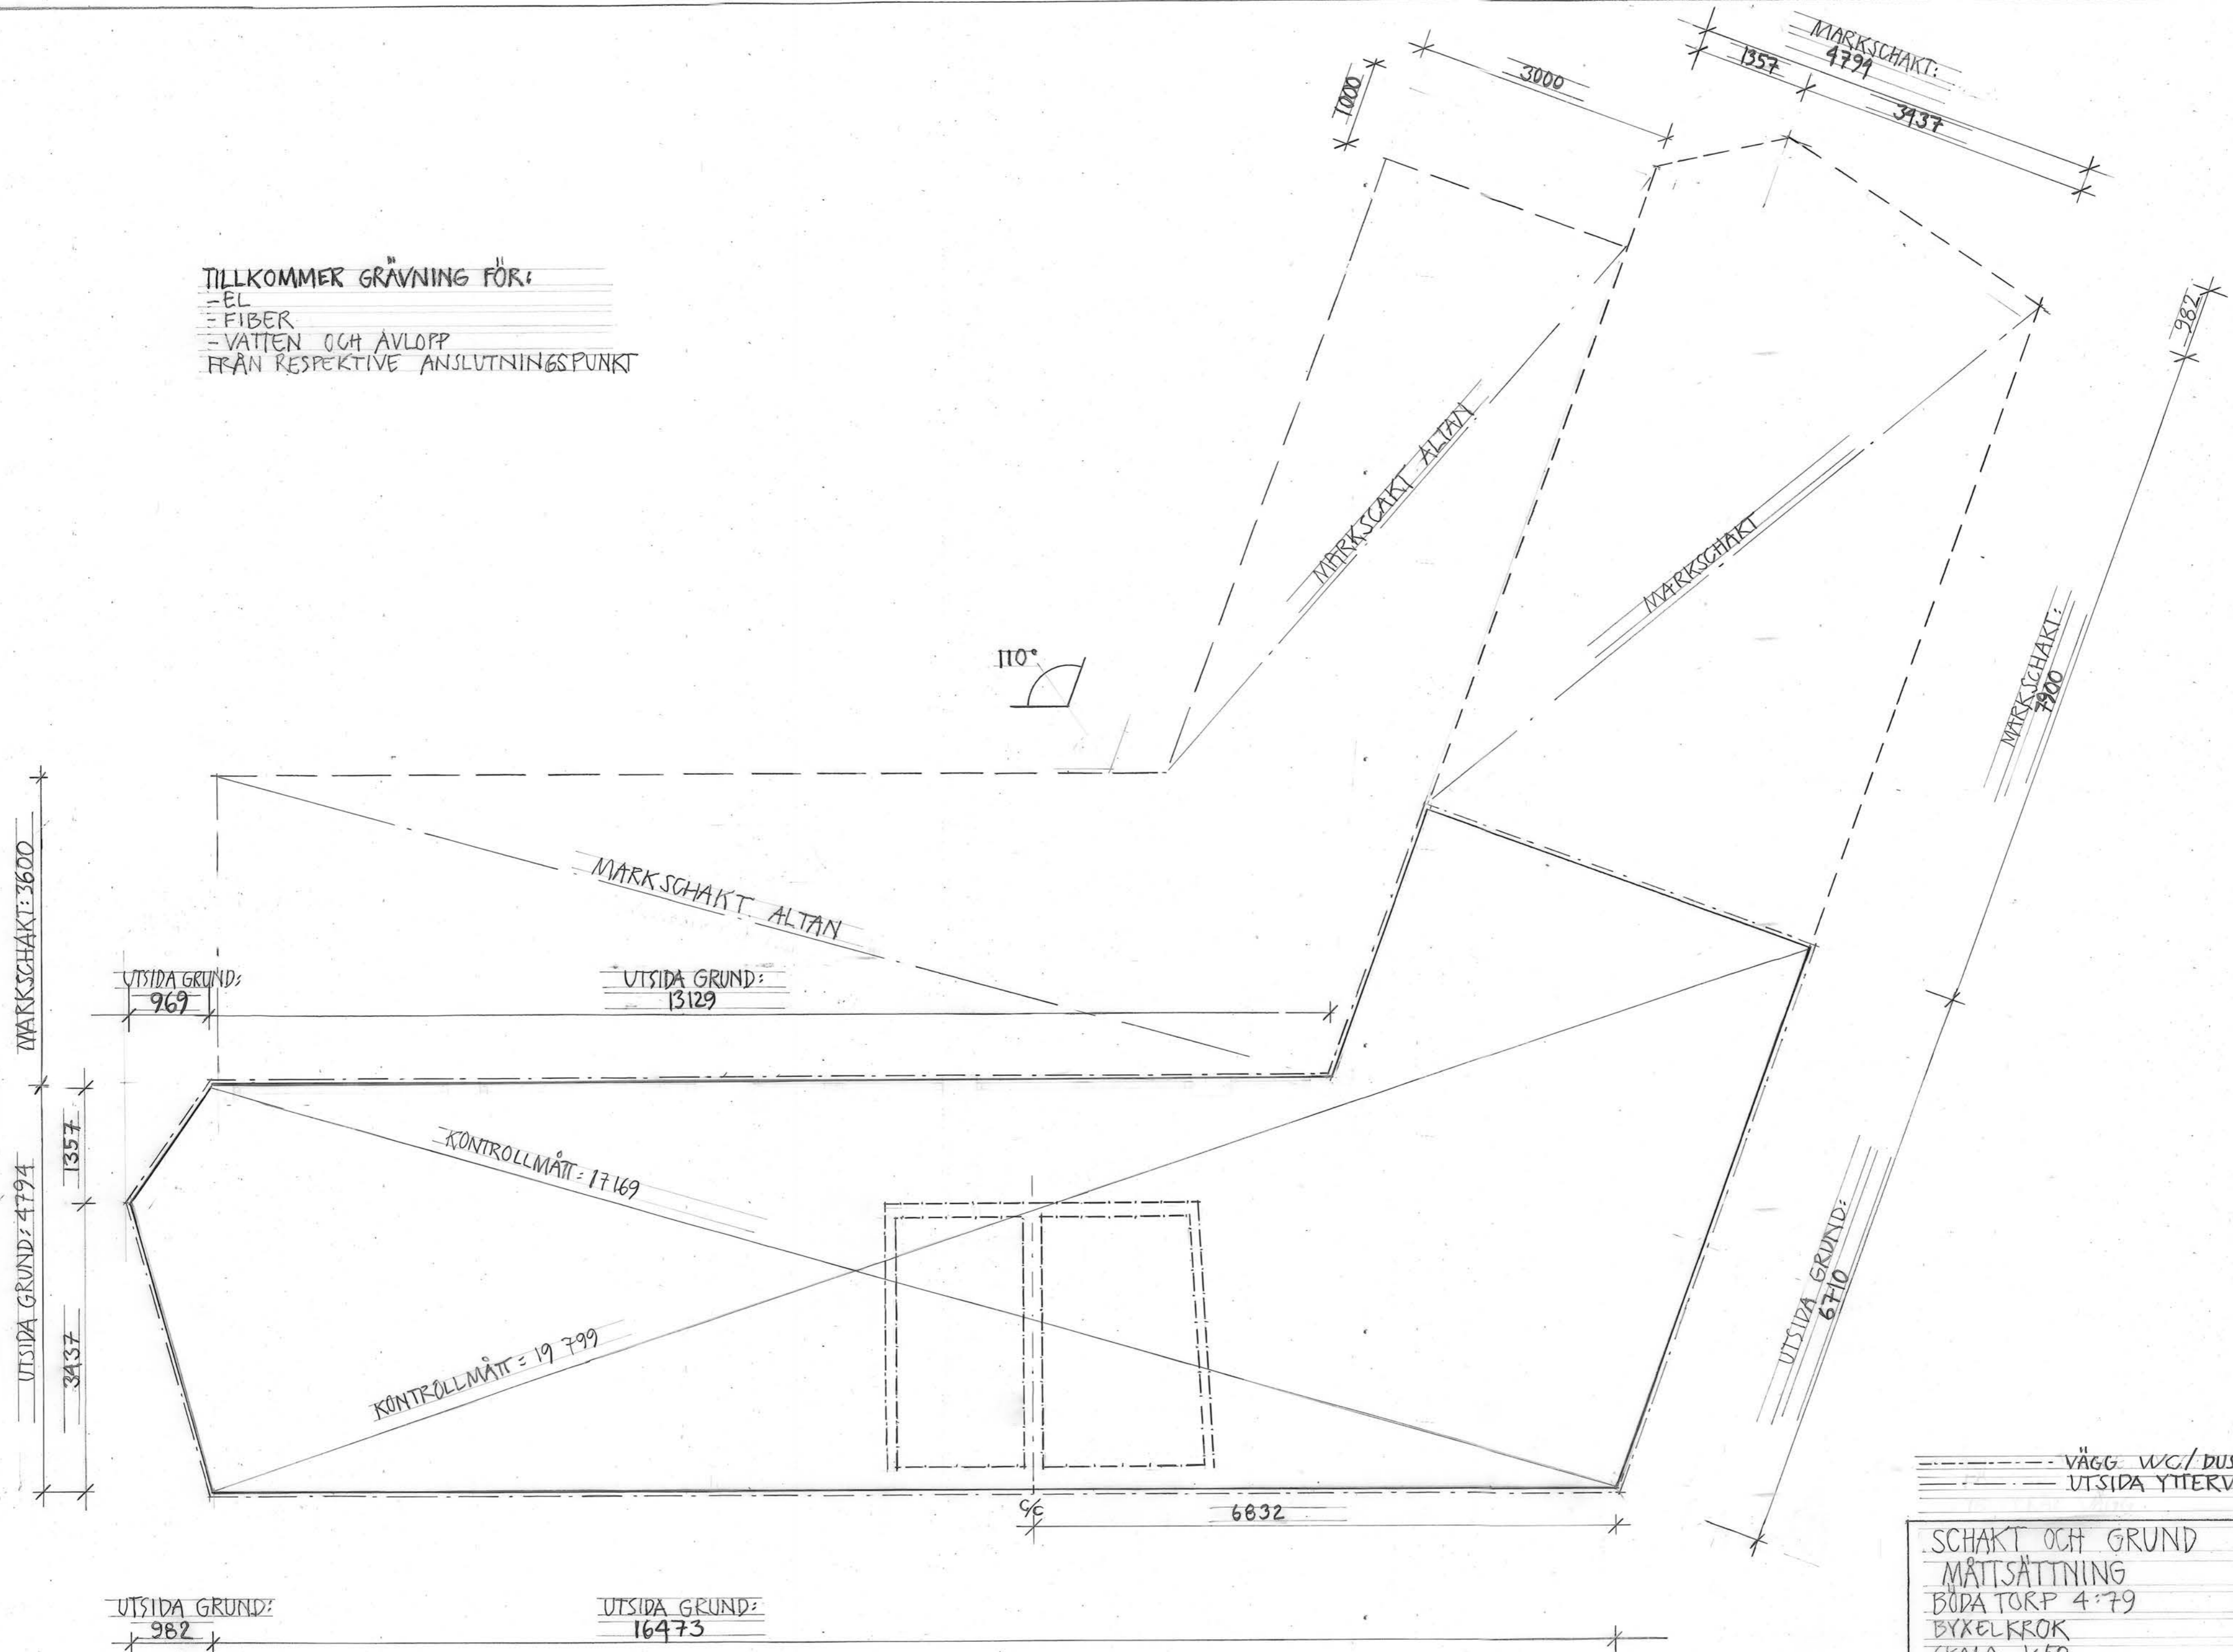 MARKSCHAKT:
4794
1357
3437
3000
1000
TILLKOMMER GRÄVNING FÖR:
-EL
-FIBER
-VATTEN OCH AVLOPP
FRÅN RESPEKTIVE ANSLUTNINGSPUNKT
982
MARKSCAKT ALTAN
MARKSCHAKT
110°
MARKSCHAKT:
7900
MARKSCHAKT:3600
MARKSCHAKT ALTAN
UTSIDA GRUND:
969
UTSIDA GRUND:
13129
1357
KONTROLLMÅTT = 17169
UTSIDA GRUND: 4794
3437
KONTROLLMÅTT = 19 799
UTSIDA GRUND:
6710
C/C
6832
VÄGG WC/DUS
UTSIDA YTTERV
SCHAKT OCH GRUND
MÅTTSÄTTNING
BÖDA TORP 4:79
BYXELKROK
UTSIDA GRUND:
982
UTSIDA GRUND:
16473